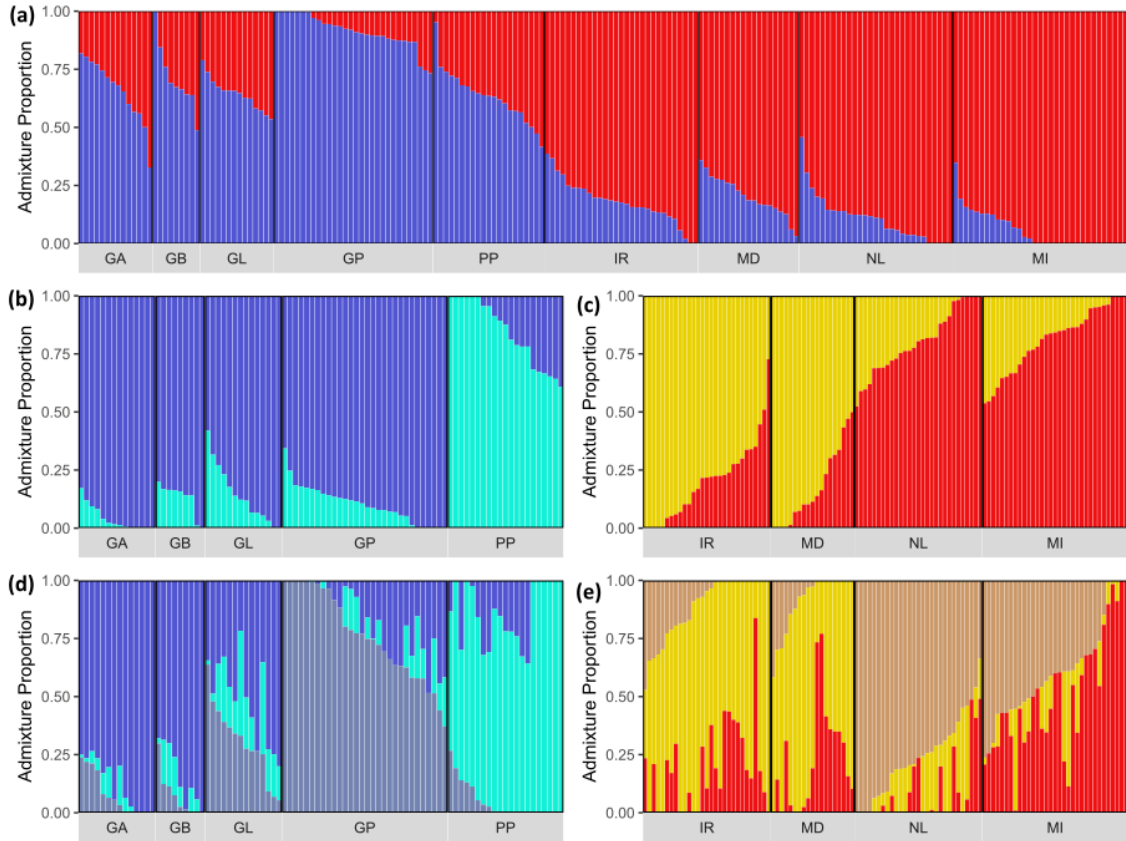 (a)
Admixture Proportion
1.00
0.75
0.50
0.25
0.00
GA GB GL GP PP IR MD NL MI
(b)
Admixture Proportion
1.00
0.75
0.50
0.25
0.00
GA GB GL GP PP
(c)
Admixture Proportion
1.00
0.75
0.50
0.25
0.00
IR MD NL MI
(d)
Admixture Proportion
1.00
0.75
0.50
0.25
0.00
GA GB GL GP PP
(e)
Admixture Proportion
1.00
0.75
0.50
0.25
0.00
IR MD NL MI